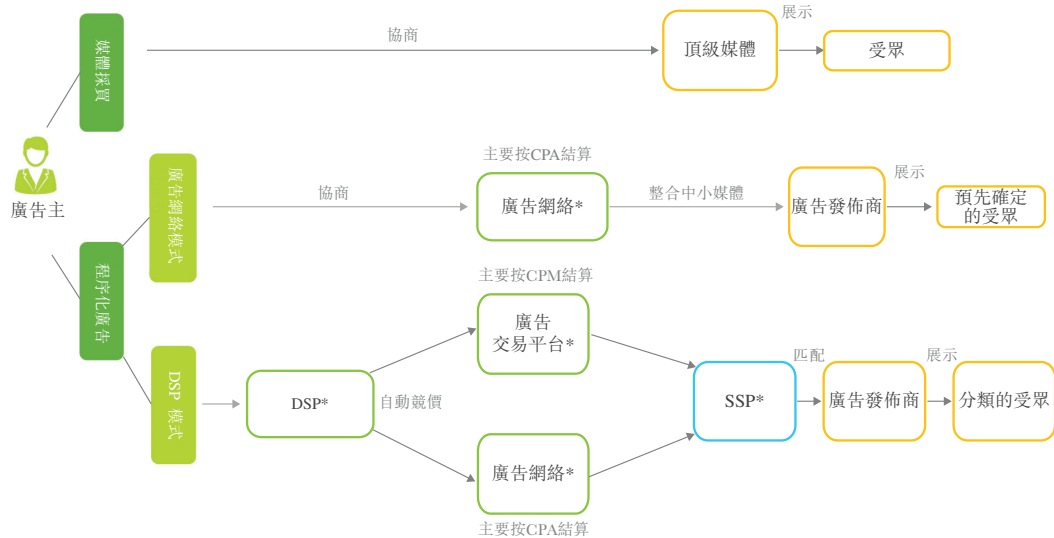 協商
展示
媒體採買
頂級媒體
受眾
廣告主
主要按CPA結算
廣告網絡模式
協商
廣告網絡*
整合中小媒體
廣告發佈商
展示
預先確定
的受眾
程序化廣告
主要按CPM結算
廣告
交易平台*
DSP 模式
DSP*
自動競價
SSP*
匹配
廣告發佈商
展示
分類的受眾
廣告網絡*
主要按CPA結算